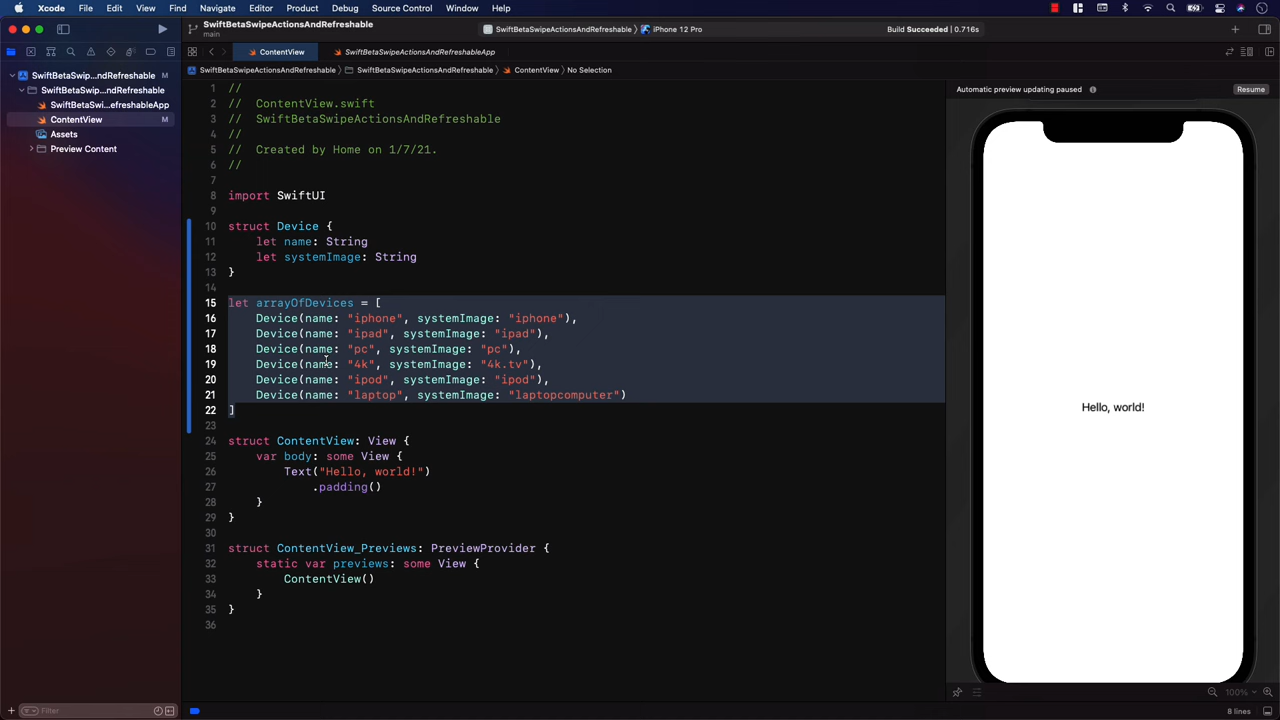 Xcode File Edit View Find Navigate Editor Product Debug Source Control Window Help
SwiftBetaSwipeActionsAndRefreshable
main
SwiftBetaSwipeActionsAndRefreshable iPhone 12 Pro
Build Succeeded | 0.716s
ContentView SwiftBetaSwipeActionsAndRefreshableApp
SwiftBetaSwipeActionsAndRefreshable SwiftBetaSwipeActionsAndRefreshable ContentView No Selection
SwiftBetaSwip...ndRefreshable M
SwiftBetaSwip...ndRefreshable
SwiftBetaSwi...efreshableApp
ContentView M
Assets
Preview Content
Filter
1 //
2 //  ContentView.swift
3 //  SwiftBetaSwipeActionsAndRefreshable
4 //
5 //  Created by Home on 1/7/21.
6 //
7
8 import SwiftUI
9
10 struct Device {
11     let name: String
12     let systemImage: String
13 }
14
15 let arrayOfDevices = [
16     Device(name: "iphone", systemImage: "iphone"),
17     Device(name: "ipad", systemImage: "ipad"),
18     Device(name: "pc", systemImage: "pc"),
19     Device(name: "4k", systemImage: "4k.tv"),
20     Device(name: "ipod", systemImage: "ipod"),
21     Device(name: "laptop", systemImage: "laptopcomputer")
22 ]
23
24 struct ContentView: View {
25     var body: some View {
26         Text("Hello, world!")
27             .padding()
28     }
29 }
30
31 struct ContentView_Previews: PreviewProvider {
32     static var previews: some View {
33         ContentView()
34     }
35 }
36
Automatic preview updating paused Resume
Hello, world!
100%
8 lines